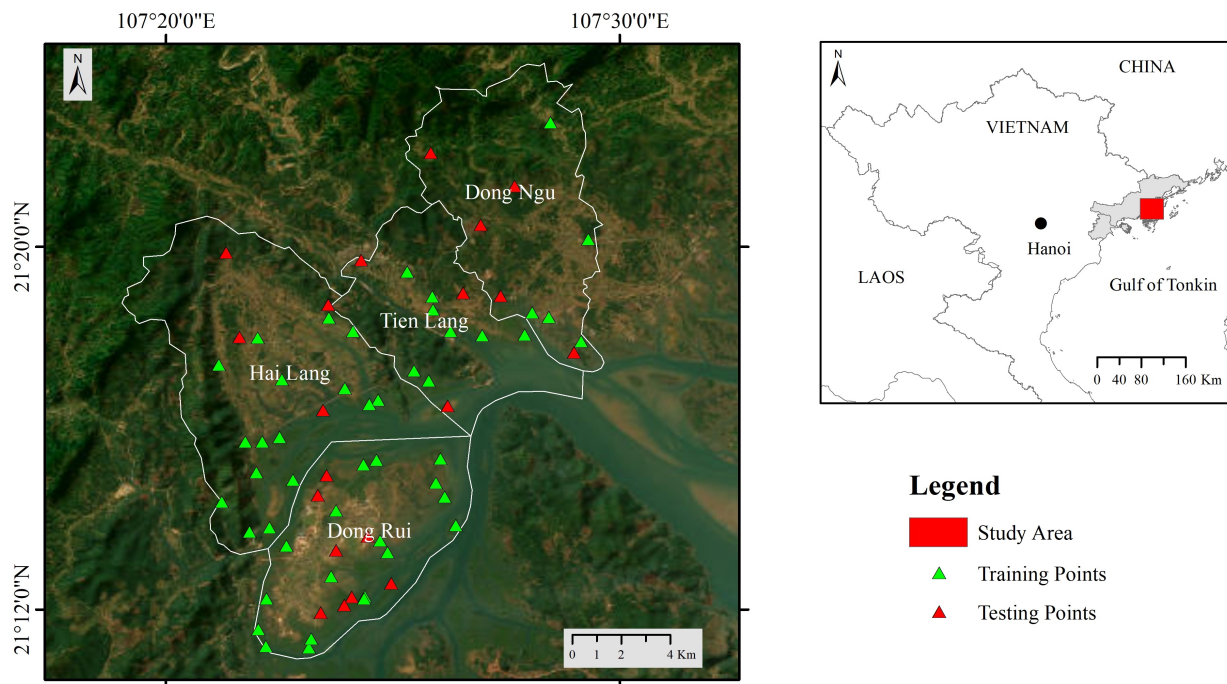 107°20'0"E
107°30'0"E
N
21°20'0"N
21°12'0"N
Dong Ngu
Tien Lang
Hai Lang
Dong Rui
0 1 2 4 Km
N
CHINA
VIETNAM
Hanoi
LAOS
Gulf of Tonkin
0 40 80 160 Km
Legend
Study Area
Training Points
Testing Points